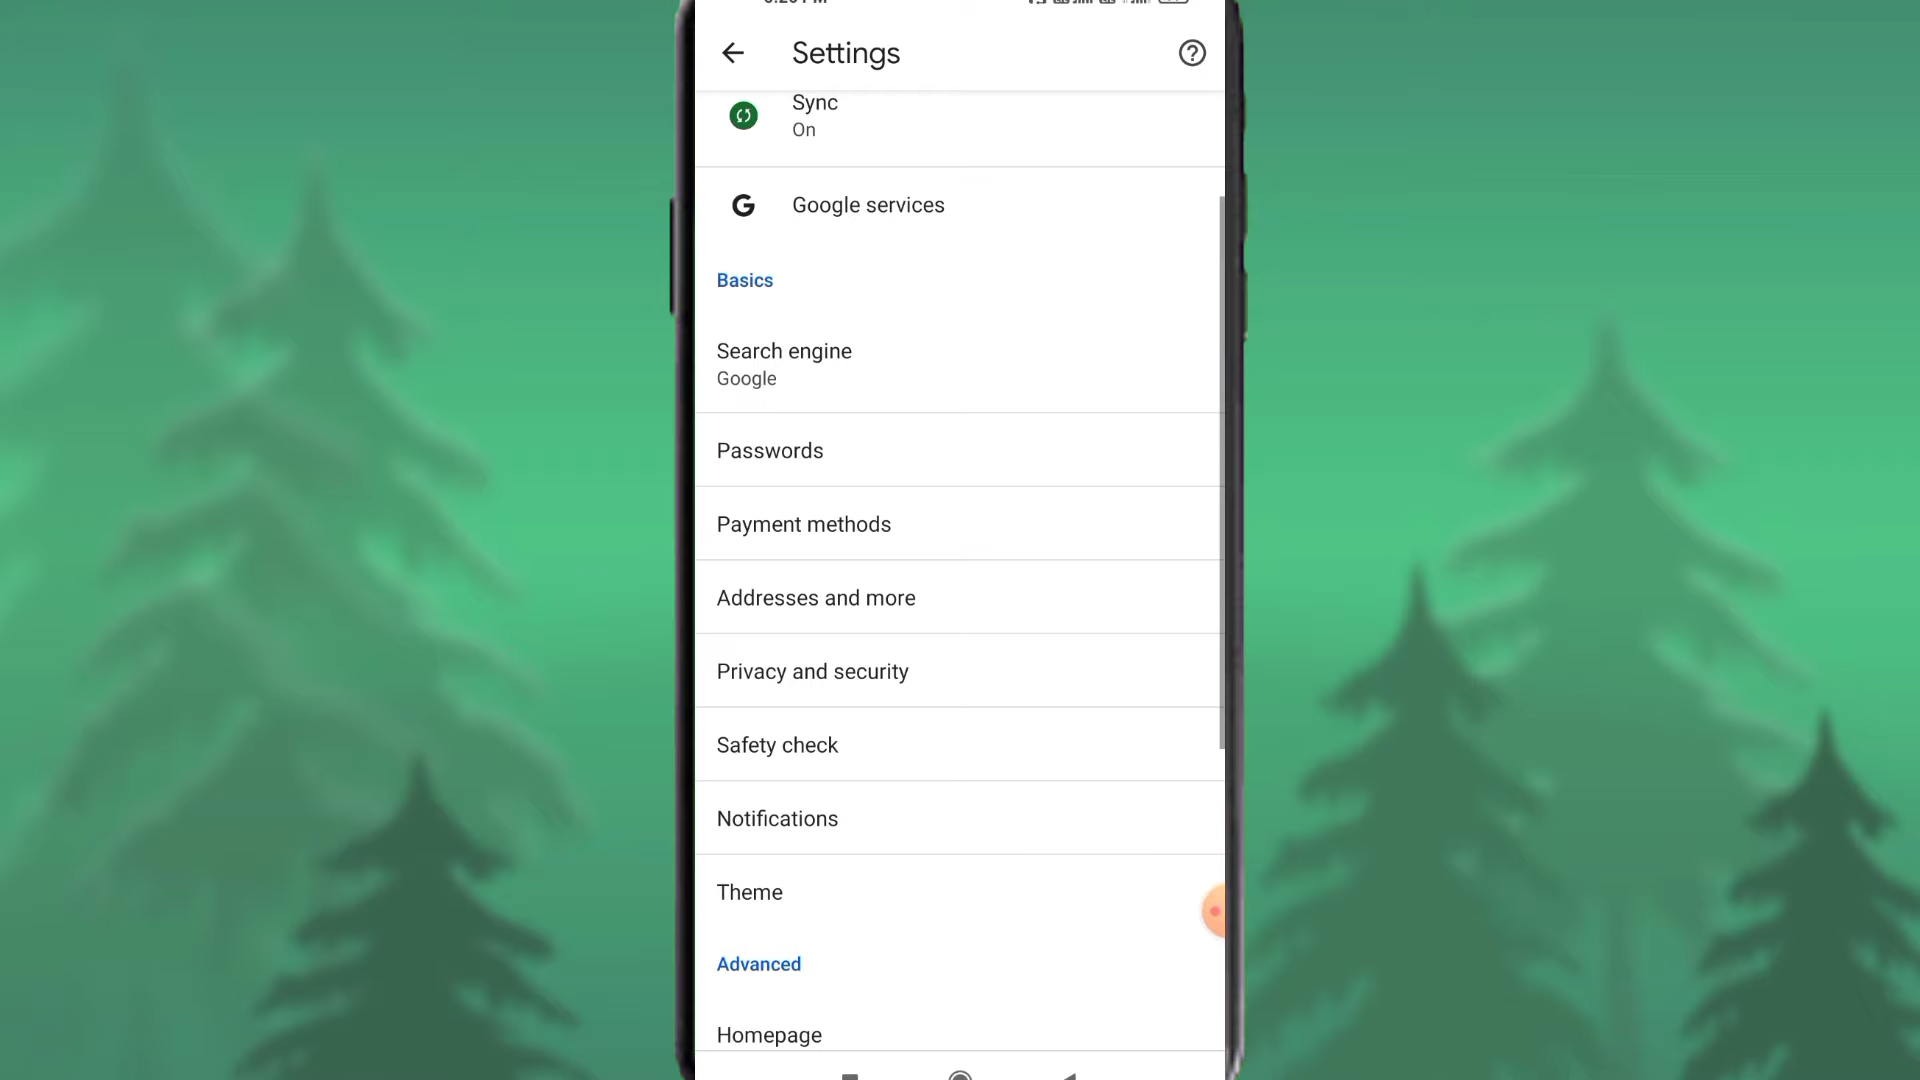 Settings
Sync
On
Google services
Basics
Search engine
Google
Passwords
Payment methods
Addresses and more
Privacy and security
Safety check
Notifications
Theme
Advanced
Homepage